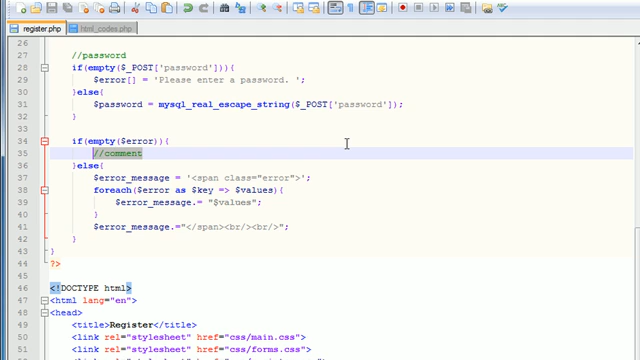 register.php html_codes.php
26
27 //password
28 if(empty($_POST['password'])){
29 $error[] = 'Please enter a password. ';
30 }else{
31 $password = mysql_real_escape_string($_POST['password']);
32 }
33
34 if(empty($error)){
35 //comment
36 }else{
37 $error_message = '<span class="error">';
38 foreach($error as $key => $values){
39 $error_message.= "$values";
40 }
41 $error_message.="</span><br/><br/>";
42 }
43 }
44 ?>
45
46 <!DOCTYPE html>
47 <html lang="en">
48 <head>
49 <title>Register</title>
50 <link rel="stylesheet" href="css/main.css">
51 <link rel="stylesheet" href="css/forms.css">